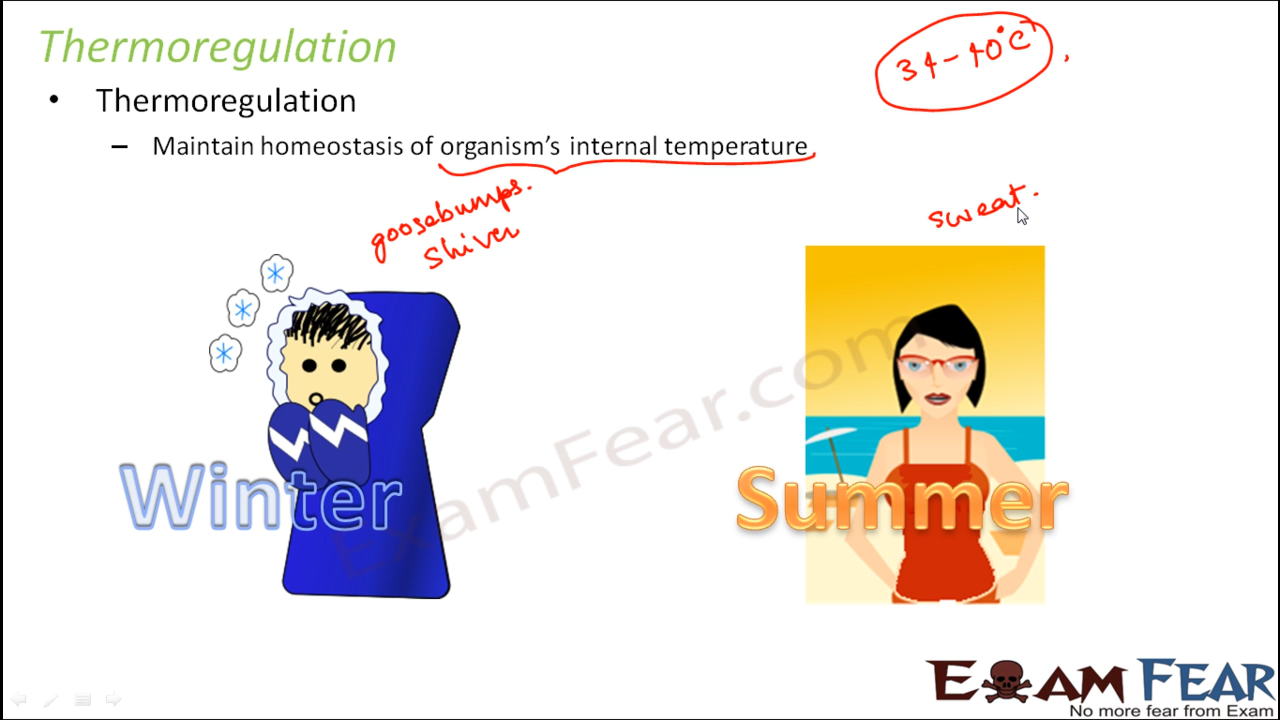 Thermoregulation
34-40°C
• Thermoregulation
– Maintain homeostasis of organism's internal temperature
goosebumps.
shiver
sweat.
ExamFear.com
Winter
Summer
EXAM FEAR
No more fear from Exam